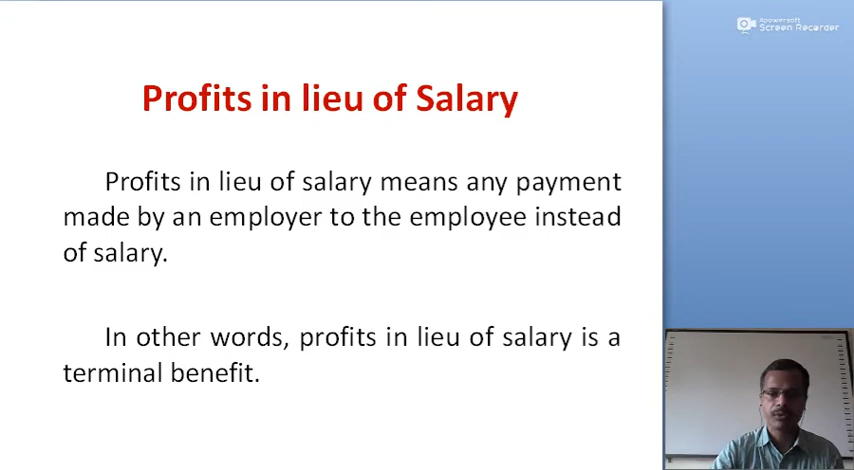 Apowersoft
Screen Recorder
Profits in lieu of Salary
Profits in lieu of salary means any payment
made by an employer to the employee instead
of salary.
In other words, profits in lieu of salary is a
terminal benefit.